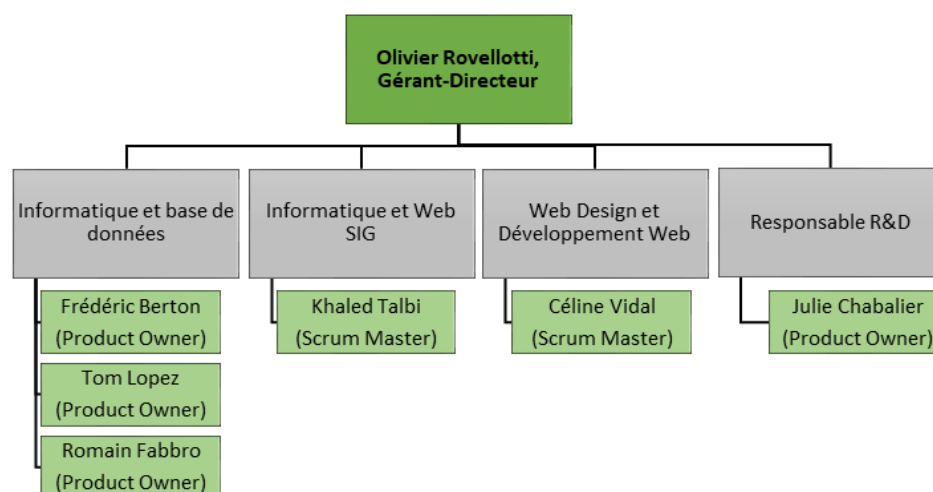 Olivier Rovellotti,
Gérant-Directeur
Informatique et base de
données
Informatique et Web
SIG
Web Design et
Développement Web
Responsable R&D
Frédéric Berton
(Product Owner)
Tom Lopez
(Product Owner)
Romain Fabbro
(Product Owner)
Khaled Talbi
(Scrum Master)
Céline Vidal
(Scrum Master)
Julie Chabalier
(Product Owner)